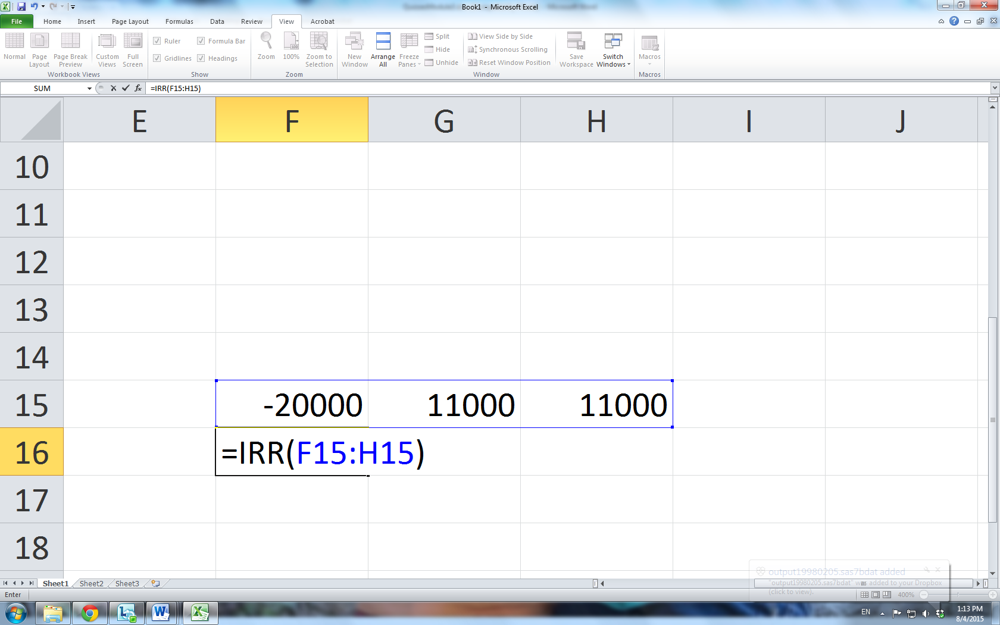 Book1 - Microsoft Excel
File Home Insert Page Layout Formulas Data Review View Acrobat
Normal
Page Layout
Page Break Preview
Custom Views
Full Screen
Workbook Views
Ruler
Formula Bar
Gridlines
Headings
Show
Zoom
100%
Zoom to Selection
Zoom
New Window
Arrange All
Freeze Panes
Split
Hide
Unhide
View Side by Side
Synchronous Scrolling
Reset Window Position
Window
Save Workspace
Switch Windows
Macros
Macros
SUM =IRR(F15:H15)
E F G H I J
10
11
12
13
14
15 -20000 11000 11000
16 =IRR(F15:H15)
17
18
output19980205.sas7bdat added
"output19980205.sas7bdat" was added to your Dropbox
(click to view).
Sheet1 Sheet2 Sheet3
Enter 400%
EN 1:13 PM
8/4/2015